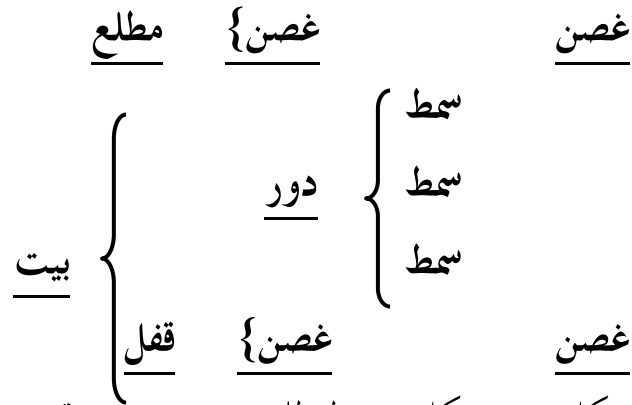 غصن غصن} مطلع
سمط
سمط
دور
سمط
بيت
غصن غصن} قفل